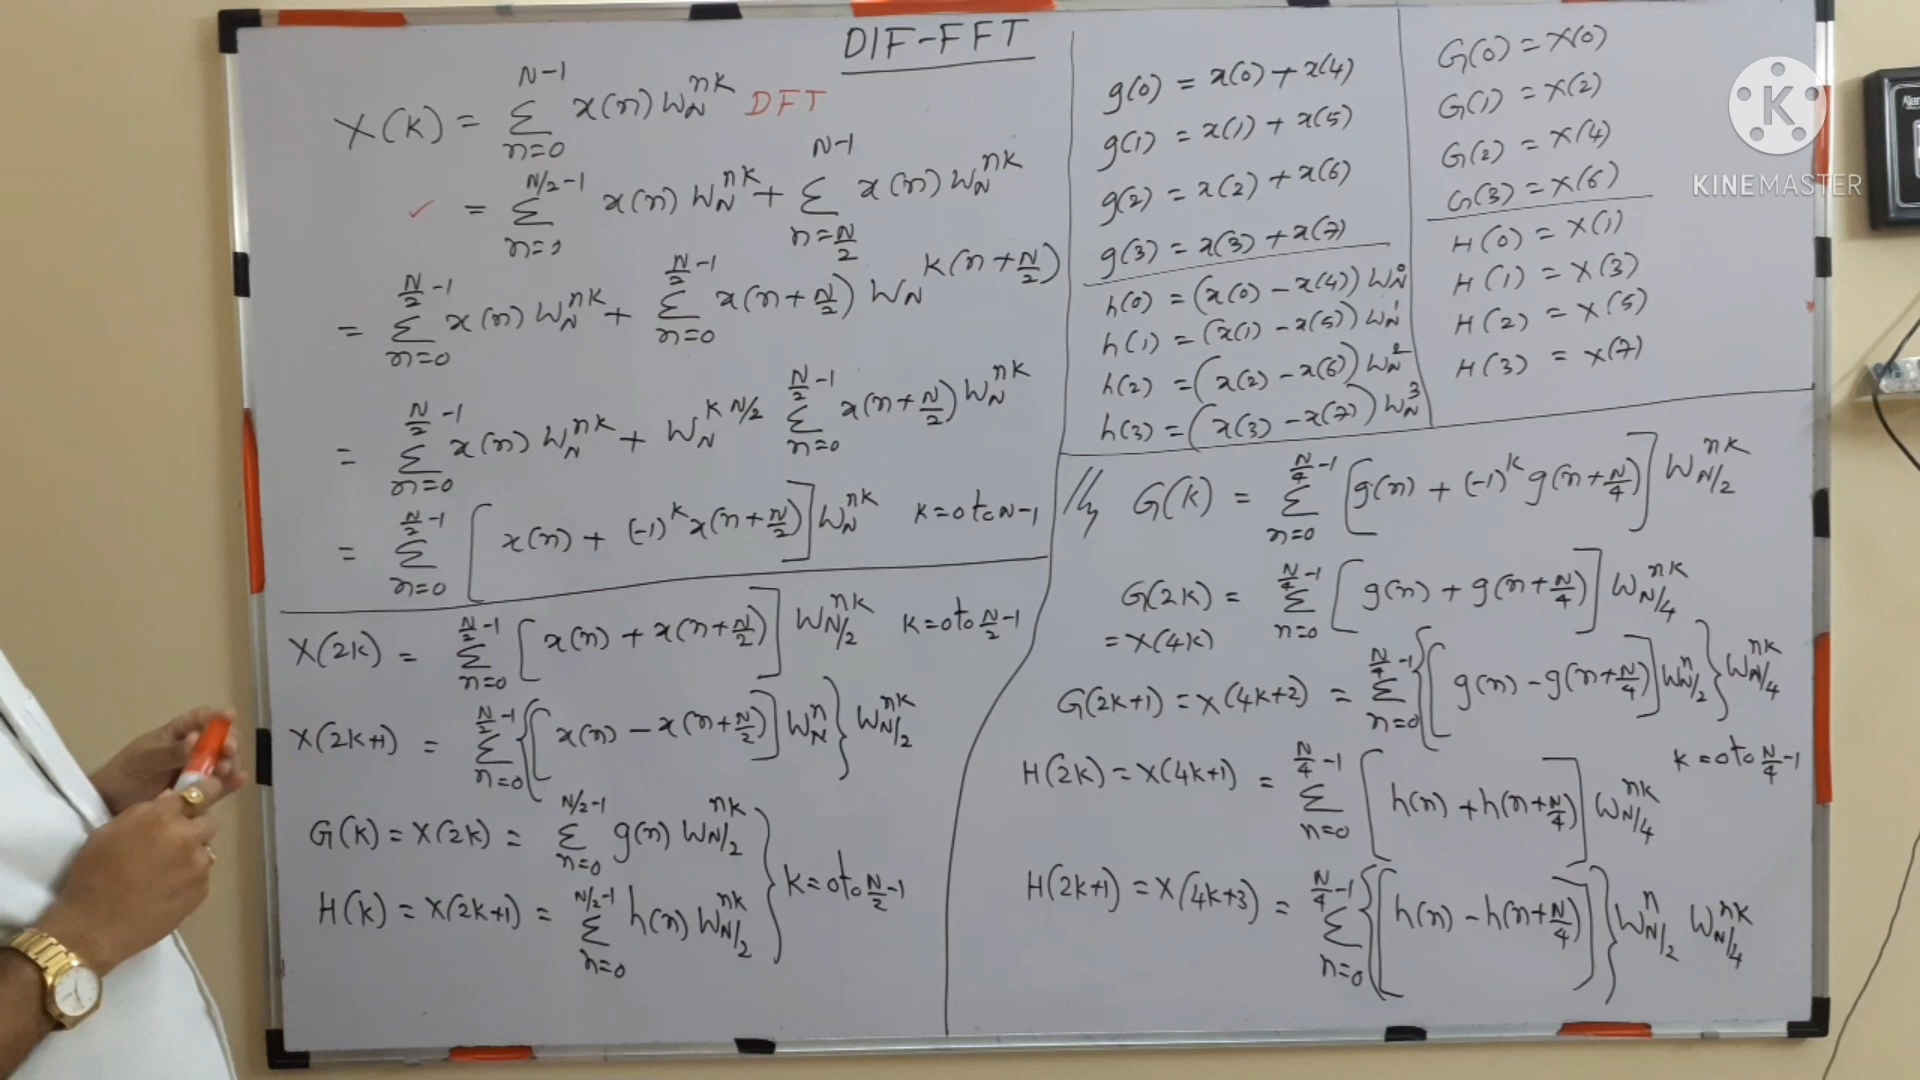 DIF-FFT
X(k) = Σ_{n=0}^{N-1} x(n) W_N^{nk} DFT
✓ = Σ_{n=0}^{N/2-1} x(n) W_N^{nk} + Σ_{n=N/2}^{N-1} x(n) W_N^{nk}
= Σ_{n=0}^{N/2-1} x(n) W_N^{nk} + Σ_{n=0}^{N/2-1} x(n+N/2) W_N^{k(n+N/2)}
= Σ_{n=0}^{N/2-1} x(n) W_N^{nk} + W_N^{kN/2} Σ_{n=0}^{N/2-1} x(n+N/2) W_N^{nk}
= Σ_{n=0}^{N/2-1} [x(n) + (-1)^k x(n+N/2)] W_N^{nk} k=0 to N-1
X(2k) = Σ_{n=0}^{N/2-1} [x(n) + x(n+N/2)] W_{N/2}^{nk} k=0 to N/2-1
X(2k+1) = Σ_{n=0}^{N/2-1} {[x(n) - x(n+N/2)] W_N^n} W_{N/2}^{nk}
G(k) = X(2k) = Σ_{n=0}^{N/2-1} g(n) W_{N/2}^{nk}
H(k) = X(2k+1) = Σ_{n=0}^{N/2-1} h(n) W_{N/2}^{nk}
} k=0 to N/2-1
g(0) = x(0) + x(4)
g(1) = x(1) + x(5)
g(2) = x(2) + x(6)
g(3) = x(3) + x(7)
h(0) = (x(0) - x(4)) W_N^0
h(1) = (x(1) - x(5)) W_N^1
h(2) = (x(2) - x(6)) W_N^2
h(3) = (x(3) - x(7)) W_N^3
G(0) = X(0)
G(1) = X(2)
G(2) = X(4)
G(3) = X(6)
H(0) = X(1)
H(1) = X(3)
H(2) = X(5)
H(3) = X(7)
G(k) = Σ_{n=0}^{N/4-1} [g(n) + (-1)^k g(n+N/4)] W_{N/2}^{nk}
G(2k) = Σ_{n=0}^{N/4-1} [g(n) + g(n+N/4)] W_{N/4}^{nk}
= X(4k)
G(2k+1) = X(4k+2) = Σ_{n=0}^{N/4-1} {[g(n) - g(n+N/4)] W_{N/2}^n} W_{N/4}^{nk}
k=0 to N/4-1
H(2k) = X(4k+1) = Σ_{n=0}^{N/4-1} [h(n) + h(n+N/4)] W_{N/4}^{nk}
H(2k+1) = X(4k+3) = Σ_{n=0}^{N/4-1} {[h(n) - h(n+N/4)]} W_{N/2}^n W_{N/4}^{nk}
K
KINEMASTER